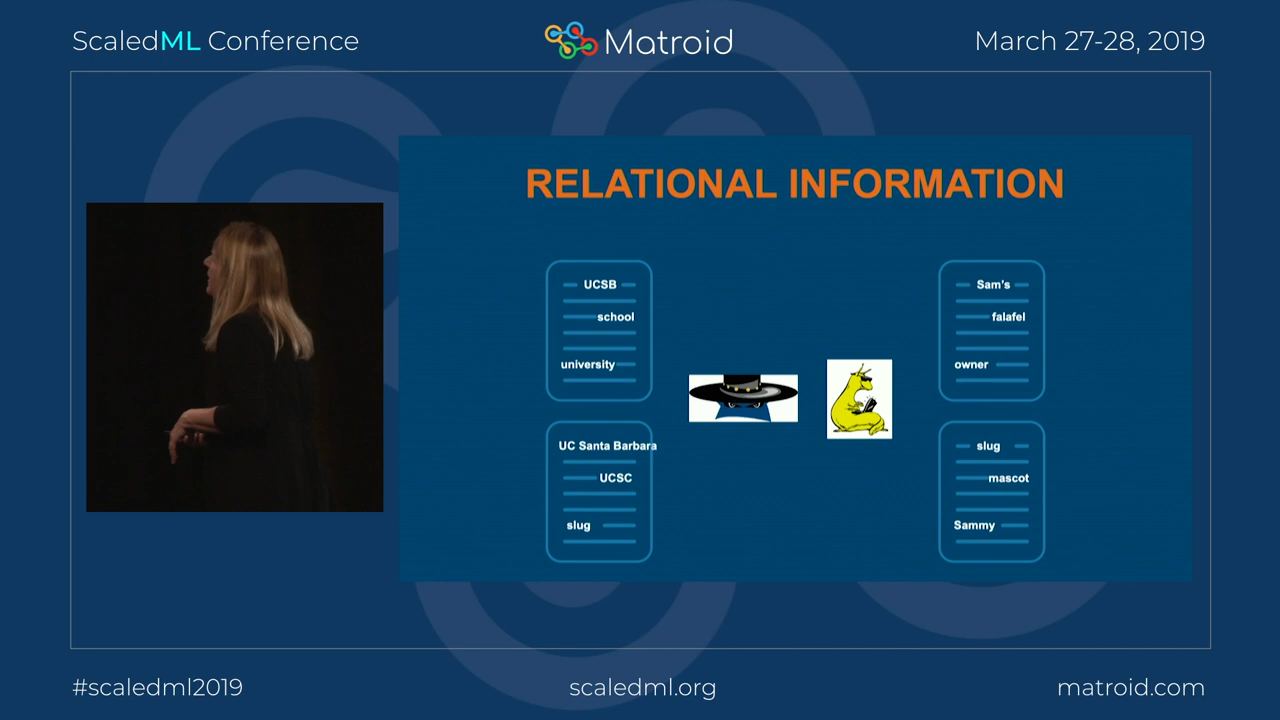 ScaledML Conference
Matroid
March 27-28, 2019
RELATIONAL INFORMATION
UCSB
school
university
Sam's
falafel
owner
UC Santa Barbara
UCSC
slug
slug
mascot
Sammy
#scaledml2019
scaledml.org
matroid.com